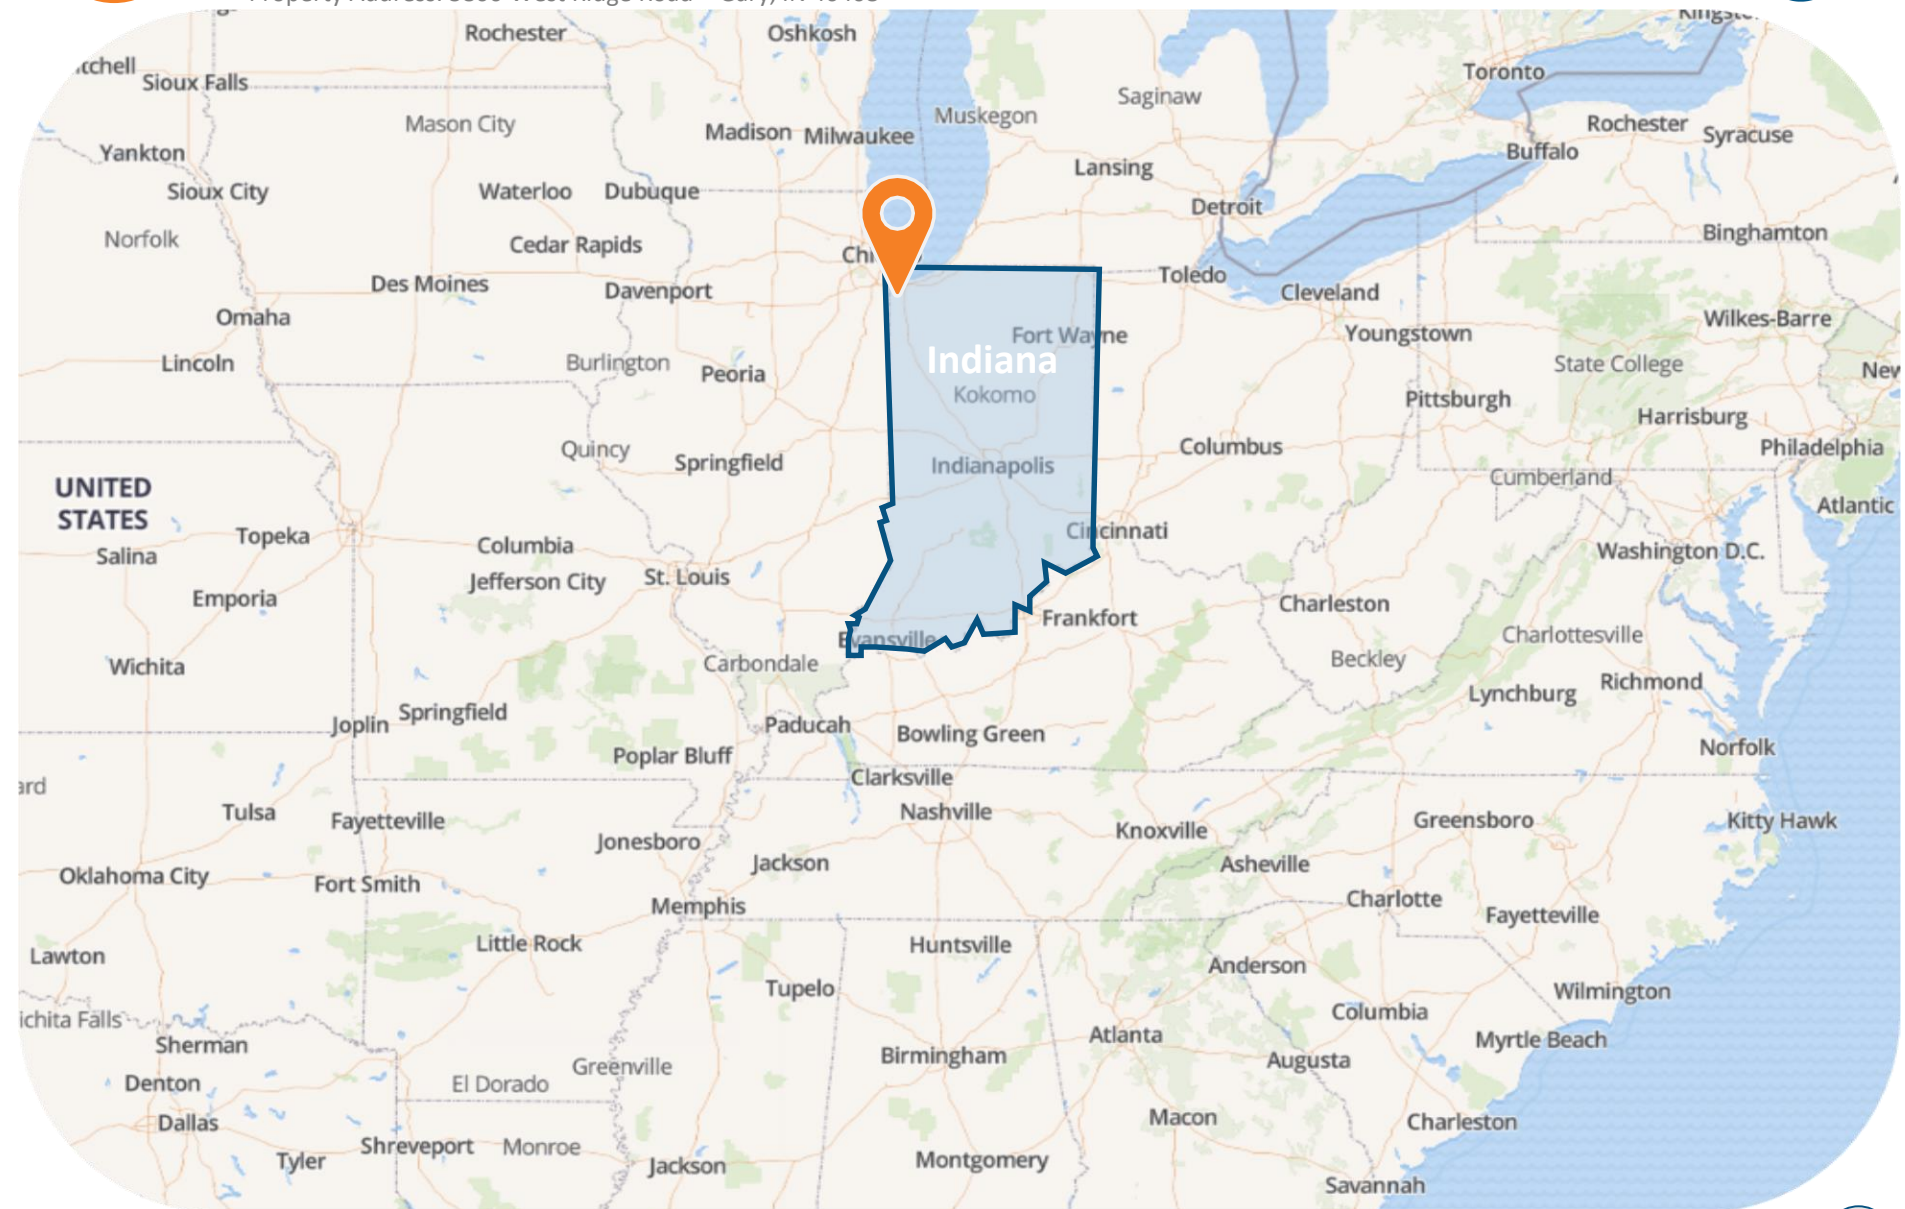 Rochester
Oshkosh
Toronto
Sioux Falls
Saginaw
Mason City
Muskegon
Rochester
Madison
Milwaukee
Syracuse
Yankton
Buffalo
Lansing
Sioux City
Waterloo
Dubuque
Detroit
Norfolk
Binghamton
Cedar Rapids
Des Moines
Davenport
Toledo
Cleveland
Omaha
Wilkes-Barre
Fort Wayne
Youngstown
Lincoln
Burlington
Indiana
State College
Peoria
Kokomo
Pittsburgh
Harrisburg
Quincy
Springfield
Indianapolis
Columbus
Philadelphia
Cumberland
UNITED
STATES
Atlantic
Topeka
Salina
Columbia
Cincinnati
Washington D.C.
Jefferson City
St. Louis
Emporia
Frankfort
Charleston
Evansville
Charlottesville
Wichita
Carbondale
Beckley
Richmond
Lynchburg
Joplin
Springfield
Paducah
Bowling Green
Norfolk
Poplar Bluff
Clarksville
Tulsa
Fayetteville
Nashville
Greensboro
Kitty Hawk
Jonesboro
Knoxville
Jackson
Asheville
Oklahoma City
Fort Smith
Memphis
Charlotte
Fayetteville
Little Rock
Huntsville
Lawton
Anderson
Tupelo
Wilmington
Columbia
Sherman
Atlanta
Myrtle Beach
Birmingham
Augusta
Greenville
Denton
El Dorado
Dallas
Macon
Charleston
Shreveport
Monroe
Tyler
Jackson
Montgomery
Savannah